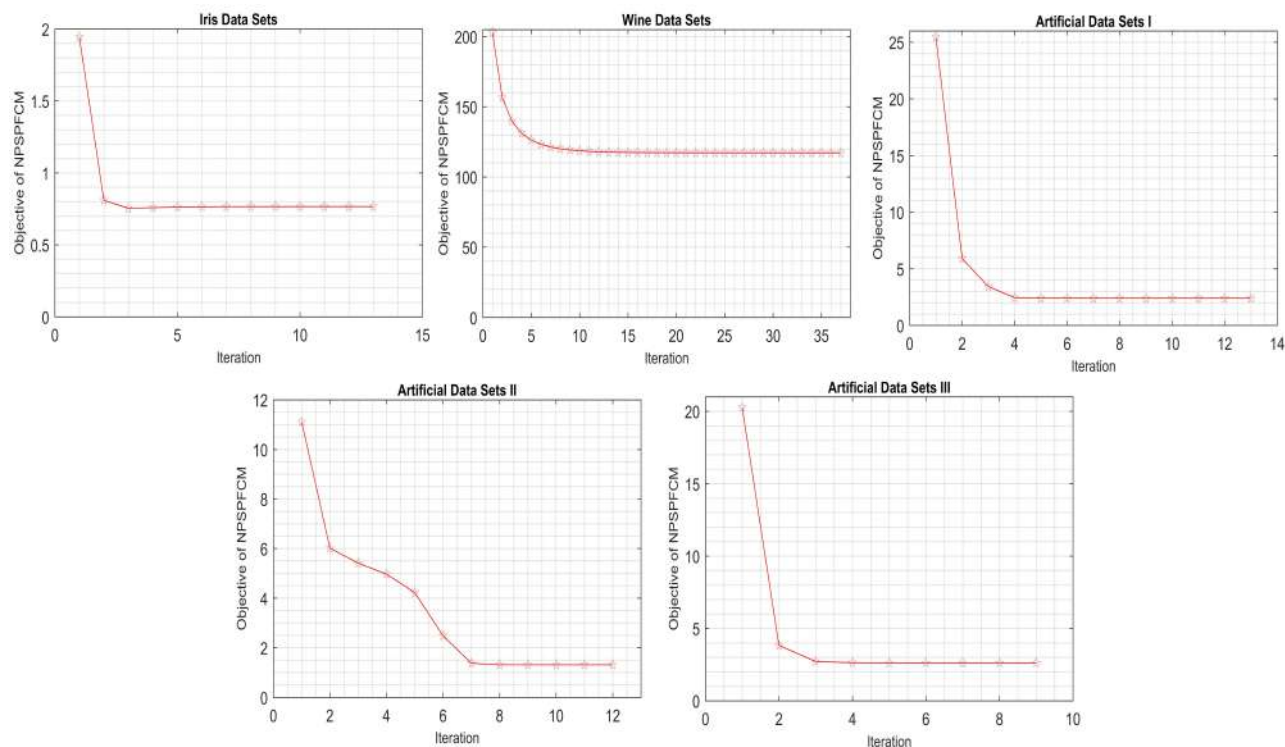 Iris Data Sets
2
1.5
1
0.5
0
0 5 10 15
Objective of NPSPFCM
Iteration
Wine Data Sets
200
150
100
50
0
0 5 10 15 20 25 30 35
Objective of NPSPFCM
Iteration
Artificial Data Sets I
25
20
15
10
5
0
0 2 4 6 8 10 12 14
Objective of NPSPFCM
Iteration
Artificial Data Sets II
12
10
8
6
4
2
0
0 2 4 6 8 10 12
Objective of NPSPFCM
Iteration
Artificial Data Sets III
20
15
10
5
0
0 2 4 6 8 10
Objective of NPSPFCM
Iteration